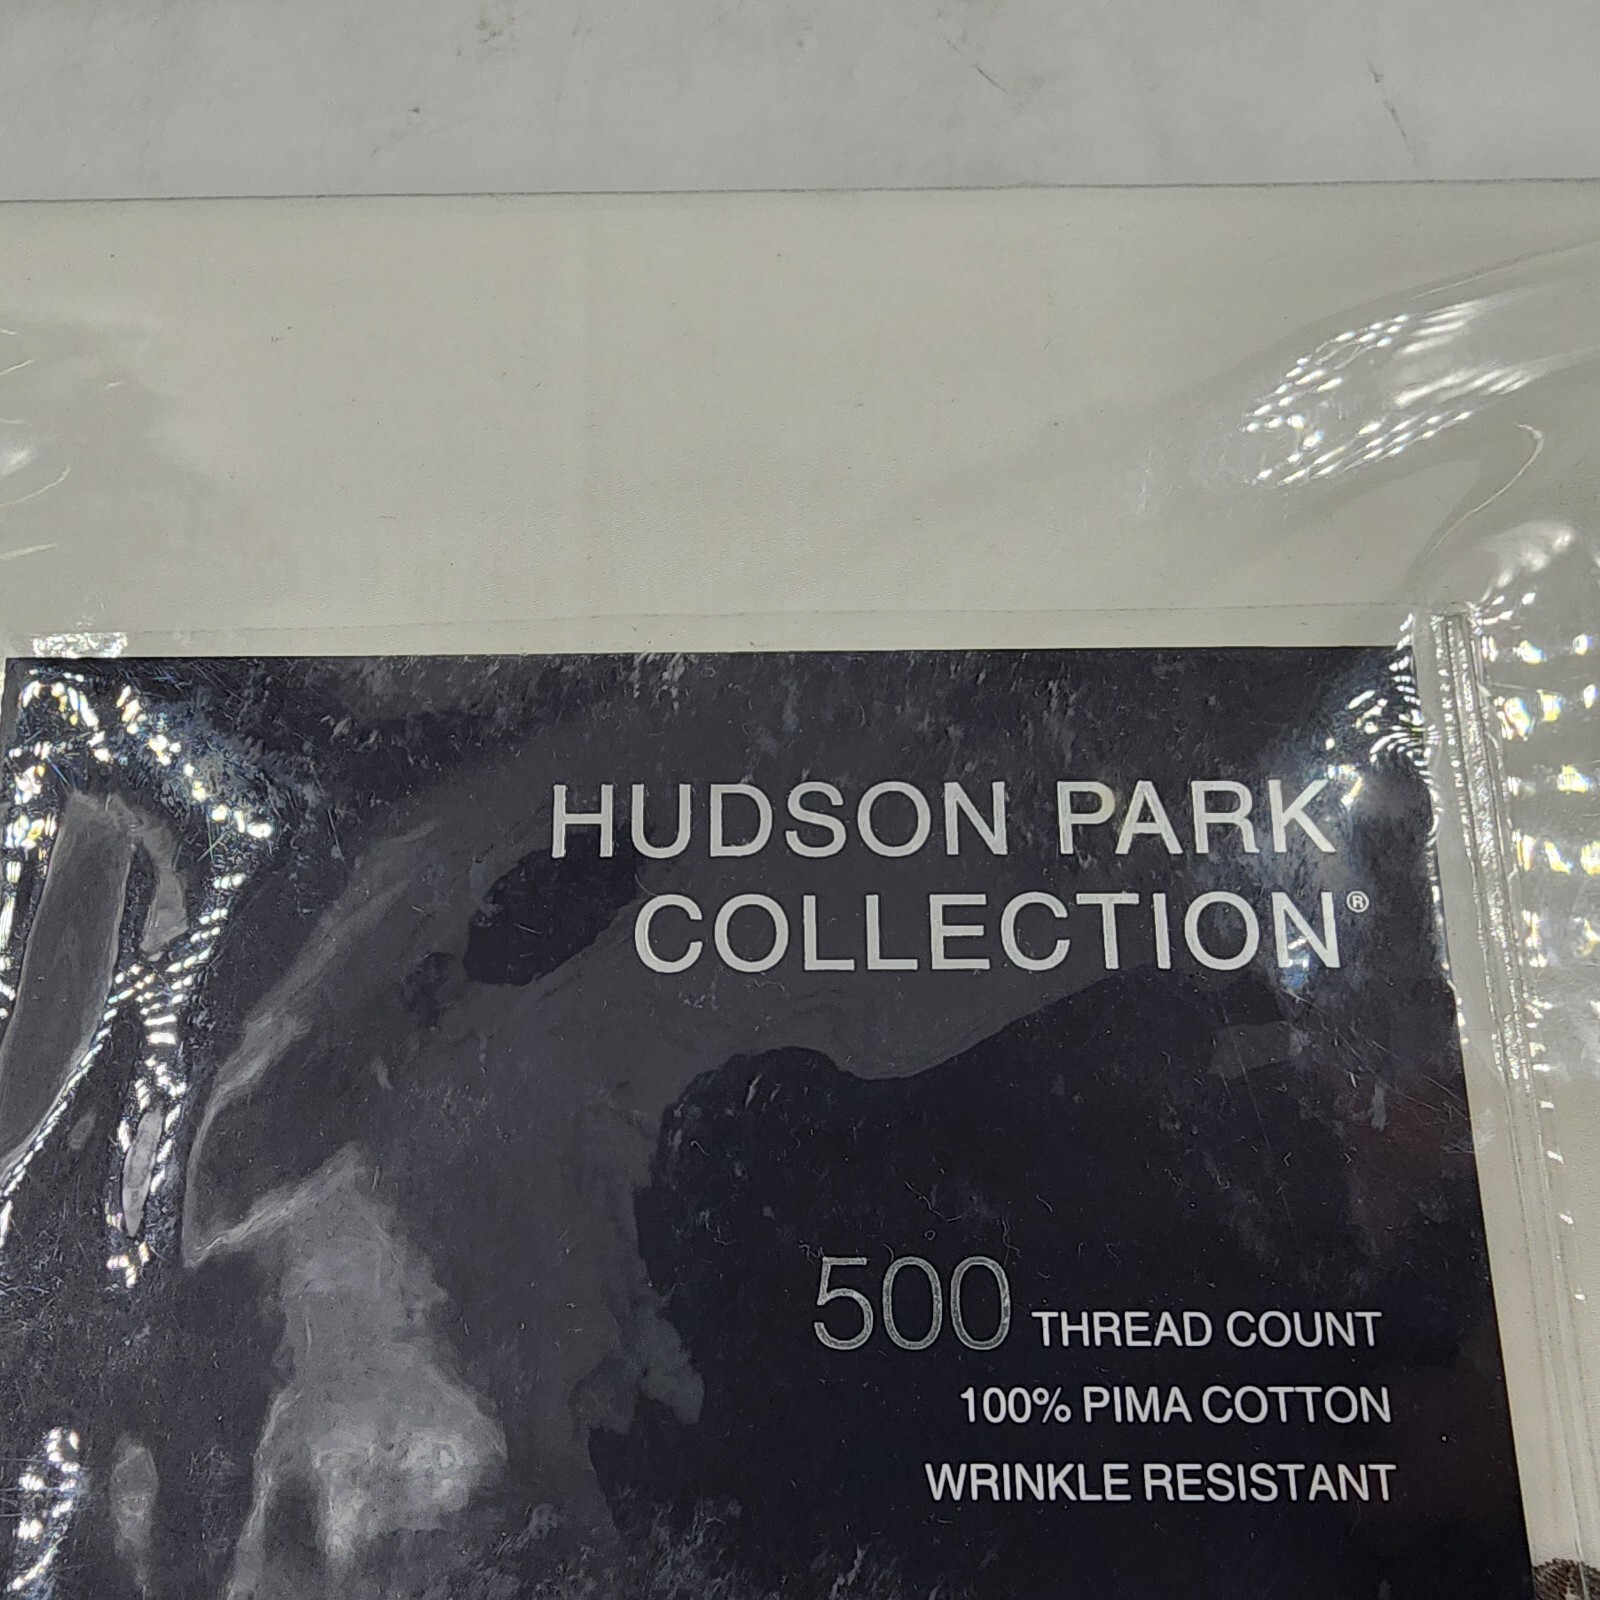 HUDSON PARK
COLLECTION®
500 THREAD COUNT
100% PIMA COTTON
WRINKLE RESISTANT